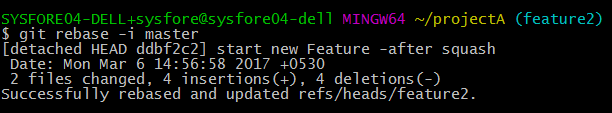 SYSFORE04-DELL+sysfore@sysfore04-dell MINGW64 ~/projectA (feature2)
$ git rebase -i master
[detached HEAD ddbf2c2] start new Feature -after squash
 Date: Mon Mar 6 14:56:58 2017 +0530
 2 files changed, 4 insertions(+), 4 deletions(-)
Successfully rebased and updated refs/heads/feature2.